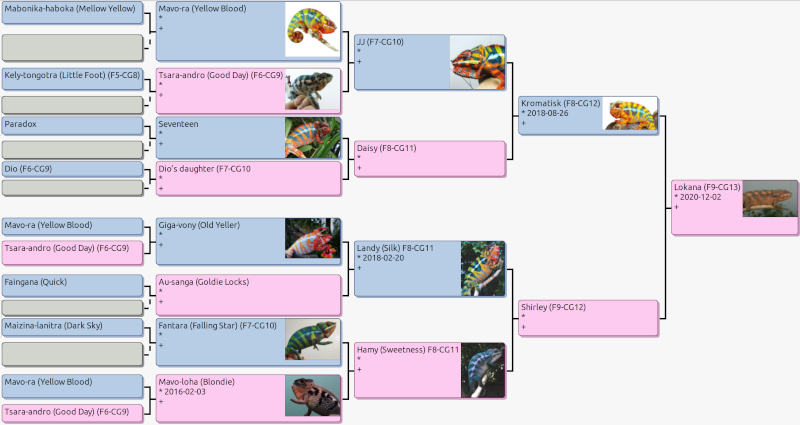 Mabonika-haboka (Mellow Yellow)
Kely-tongotra (Little Foot) (F5-CG8)
Paradox
Dio (F6-CG9)
Mavo-ra (Yellow Blood)
Tsara-andro (Good Day) (F6-CG9)
Faingana (Quick)
Maizina-lanitra (Dark Sky)
Mavo-ra (Yellow Blood)
Tsara-andro (Good Day) (F6-CG9)
Mavo-ra (Yellow Blood)
*
+
Tsara-andro (Good Day) (F6-CG9)
*
+
Seventeen
*
+
Dio's daughter (F7-CG10
*
+
Giga-vony (Old Yeller)
*
+
Au-sanga (Goldie Locks)
*
+
Fantara (Falling Star) (F7-CG10)
*
+
Mavo-loha (Blondie)
* 2016-02-03
+
JJ (F7-CG10)
*
+
Daisy (F8-CG11)
*
+
Landy (Silk) F8-CG11
* 2018-02-20
+
Hamy (Sweetness) F8-CG11
*
+
Kromatisk (F8-CG12)
* 2018-08-26
+
Shirley (F9-CG12)
*
+
Lokana (F9-CG13)
* 2020-12-02
+